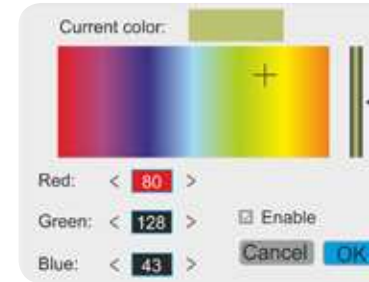 Current color:
Red: < 80 >
Green: < 128 > Enable
Blue: < 43 > Cancel OK